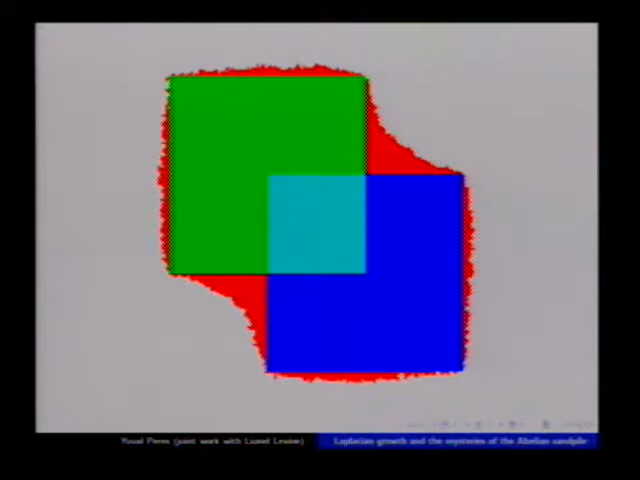 Yuval Peres (joint work with Lionel Levine)
Laplacian growth and the mysteries of the Abelian sandpile